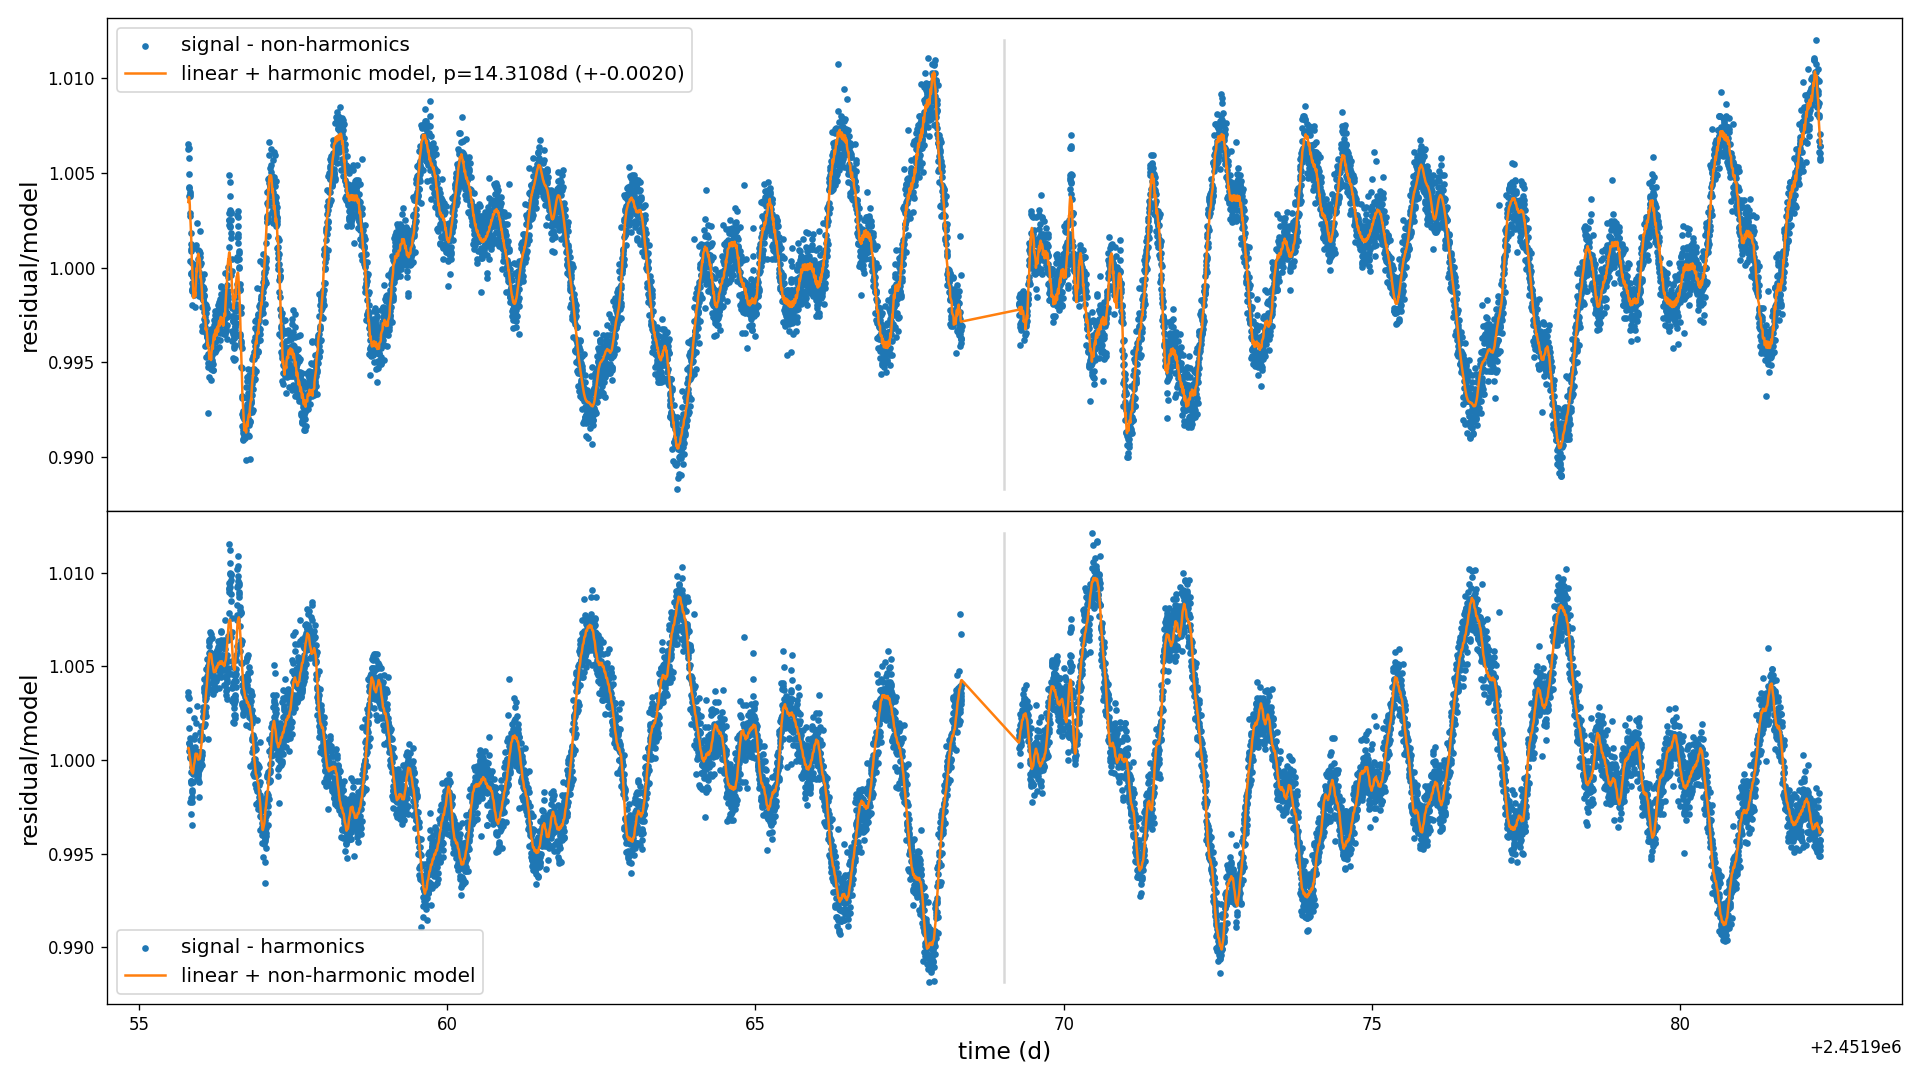 signal - non-harmonics
linear + harmonic model, p=14.3108d (+-0.0020)
1.010
1.005
1.000
0.995
0.990
residual/model
1.010
1.005
1.000
0.995
0.990
residual/model
signal - harmonics
linear + non-harmonic model
55 60 65 70 75 80
time (d)
+2.4519e6